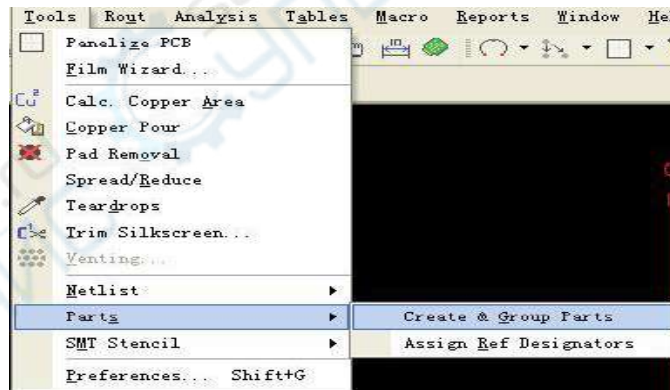 Tools Rout Analysis Tables Macro Reports Window He
Panelize PCB
Film Wizard...
Calc. Copper Area
Copper Pour
Pad Removal
Spread/Reduce
Teardrops
Trim Silkscreen...
Venting...
Netlist
Parts
Create & Group Parts
SMT Stencil
Assign Ref Designators
Preferences... Shift+G